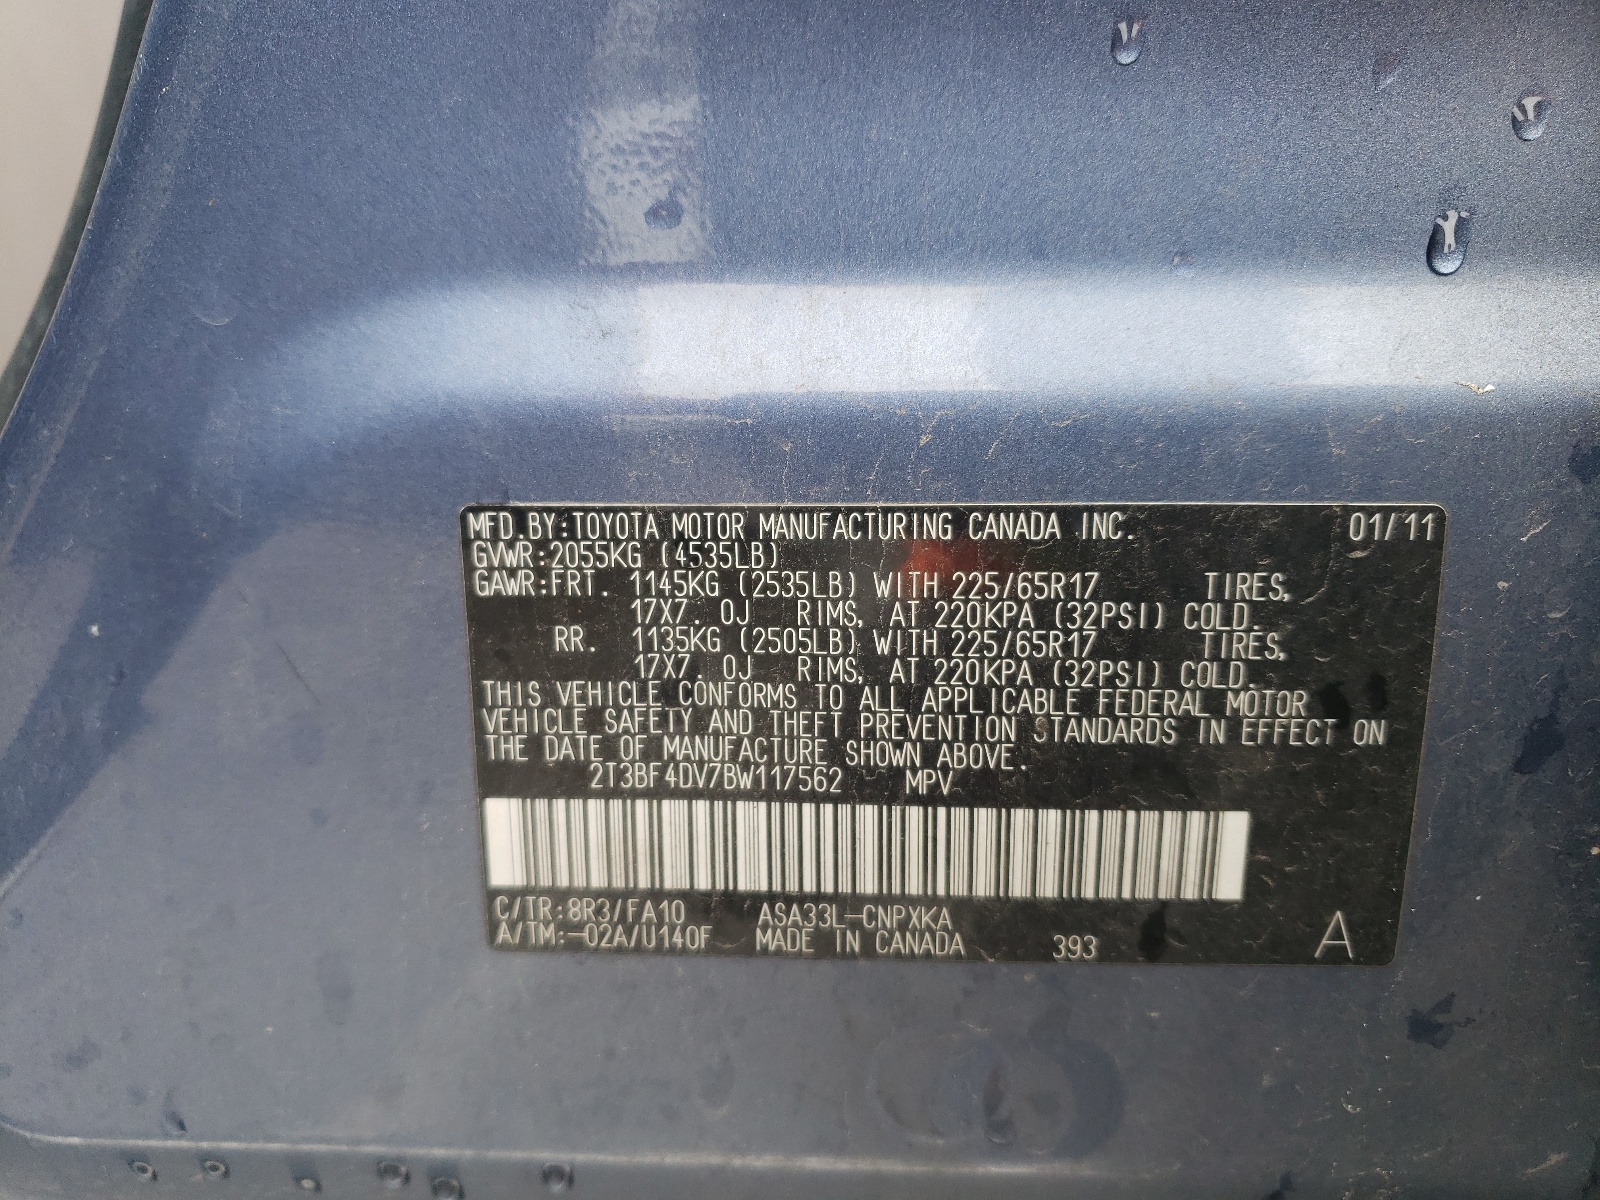 MFD.BY:TOYOTA MOTOR MANUFACTURING CANADA INC. 01/11
GVWR:2055KG (4535LB)
GAWR:FRT. 1145KG (2535LB) WITH 225/65R17 TIRES,
17X7. 0J RIMS, AT 220KPA (32PSI) COLD.
RR. 1135KG (2505LB) WITH 225/65R17 TIRES,
17X7. 0J RIMS, AT 220KPA (32PSI) COLD.
THIS VEHICLE CONFORMS TO ALL APPLICABLE FEDERAL MOTOR
VEHICLE SAFETY AND THEFT PREVENTION STANDARDS IN EFFECT ON
THE DATE OF MANUFACTURE SHOWN ABOVE.
2T3BF4DV7BW117562 MPV
C/TR:8R3/FA10 ASA33L-CNPXKA
A/TM:-02A/U140F MADE IN CANADA 393 A